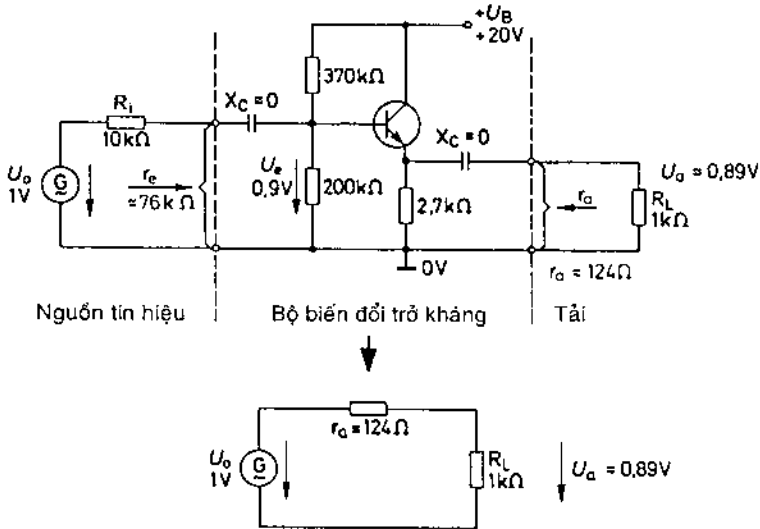 +U_B
+20V
370kΩ
R_i
10kΩ
X_C = 0
X_C = 0
U_o
1V
G
r_e
≈76kΩ
U_e
0,9V
200kΩ
2,7kΩ
r_a
R_L
1kΩ
U_a = 0,89V
0V
r_a = 124Ω
Nguồn tín hiệu
Bộ biến đổi trở kháng
Tải
r_a = 124Ω
U_o
1V
G
R_L
1kΩ
U_a = 0,89V